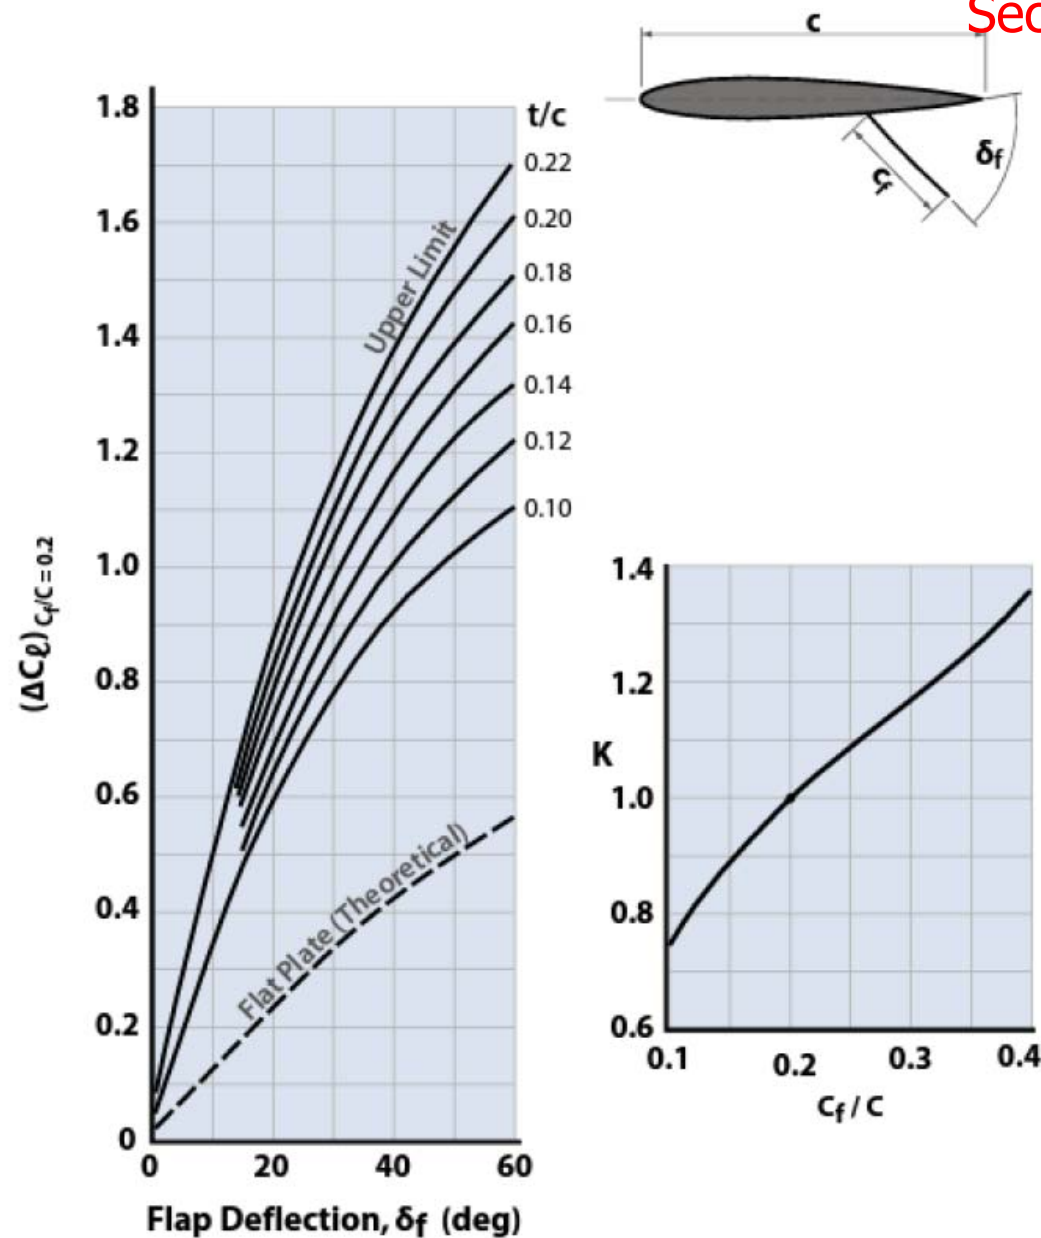 Sec
c
cf
δf
1.8
1.6
1.4
1.2
1.0
0.8
0.6
0.4
0.2
0
t/c
0.22
0.20
0.18
0.16
0.14
0.12
0.10
Upper Limit
Flat Plate (Theoretical)
(ΔCℓ)Cf/C = 0.2
0
20
40
60
Flap Deflection, δf (deg)
1.4
1.2
K
1.0
0.8
0.6
0.1
0.2
0.3
0.4
Cf / C